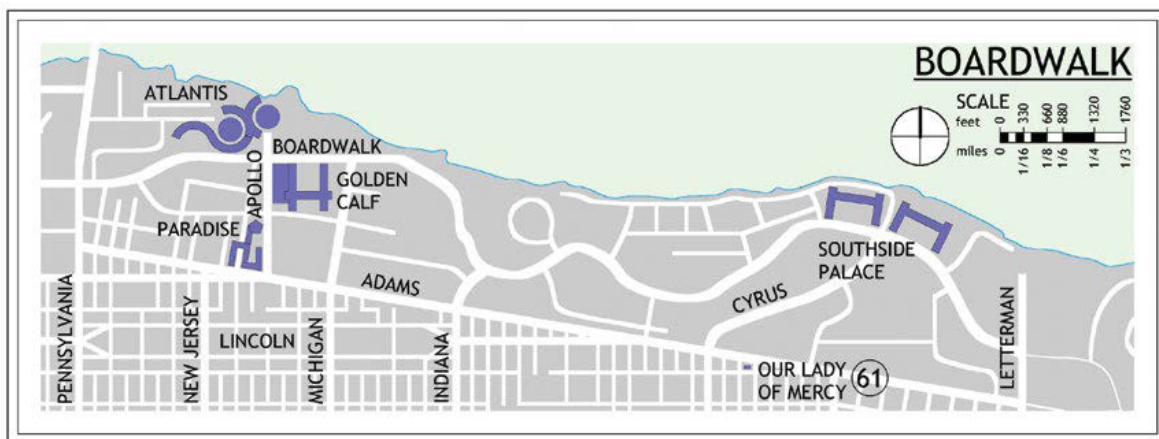 BOARDWALK
SCALE
feet 0 330 660 880 1320 1760
miles 0 1/16 1/8 1/6 1/4 1/3
ATLANTIS
BOARDWALK
APOLLO
GOLDEN
CALF
PARADISE
SOUTHSIDE
PALACE
ADAMS
CYRUS
PENNSYLVANIA
NEW JERSEY
LINCOLN
MICHIGAN
INDIANA
LETTERMAN
OUR LADY
OF MERCY
61